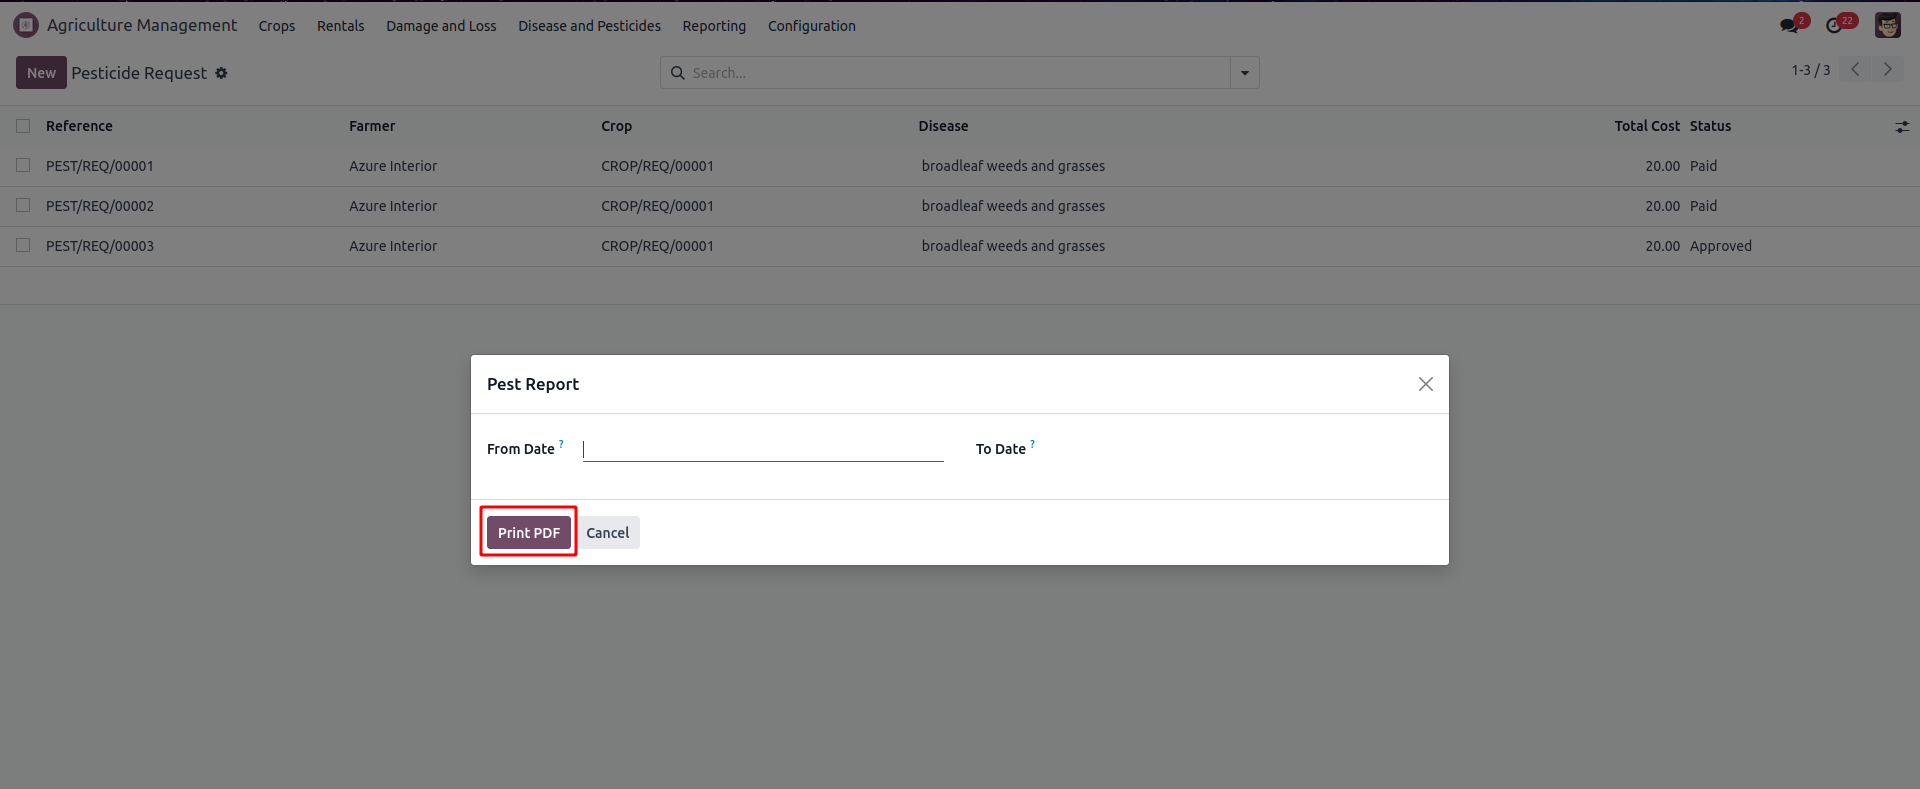 Agriculture Management Crops Rentals Damage and Loss Disease and Pesticides Reporting Configuration 2 22
New Pesticide Request Search... 1-3 / 3
Reference Farmer Crop Disease Total Cost Status
PEST/REQ/00001 Azure Interior CROP/REQ/00001 broadleaf weeds and grasses 20.00 Paid
PEST/REQ/00002 Azure Interior CROP/REQ/00001 broadleaf weeds and grasses 20.00 Paid
PEST/REQ/00003 Azure Interior CROP/REQ/00001 broadleaf weeds and grasses 20.00 Approved
Pest Report
From Date ? To Date ?
Print PDF Cancel